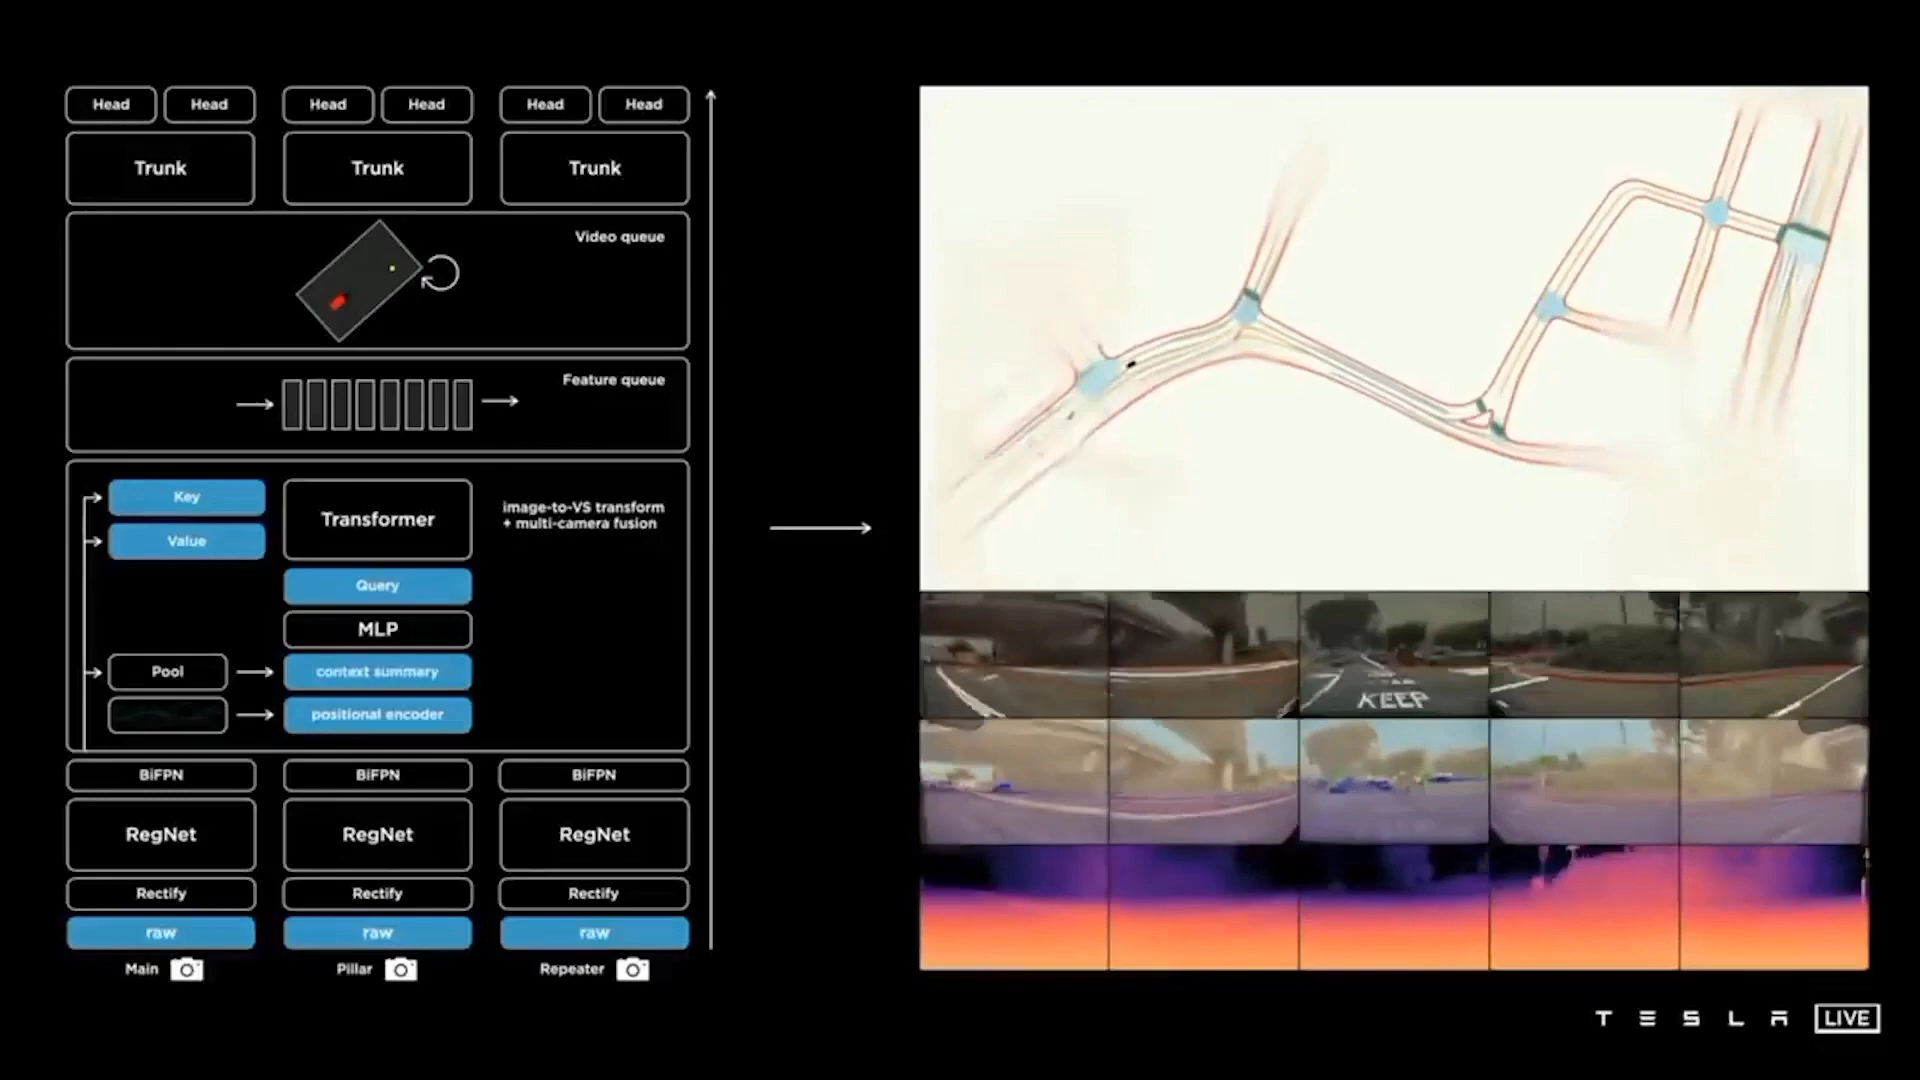 Head Head Head Head Head Head
Trunk Trunk Trunk
Video queue
Feature queue
Key
Value
Transformer
image-to-VS transform
+ multi-camera fusion
Query
MLP
Pool
context summary
positional encoder
BiFPN BiFPN BiFPN
RegNet RegNet RegNet
Rectify Rectify Rectify
raw raw raw
Main Pillar Repeater
KEEP
TESLA LIVE